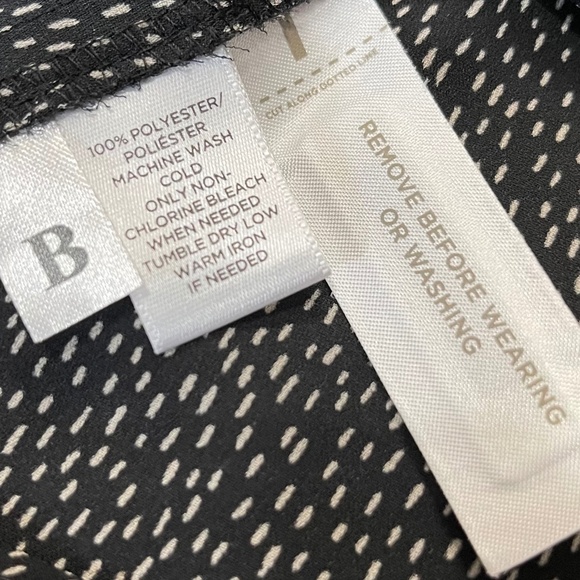 B
100% POLYESTER/
POLIÉSTER
MACHINE WASH
COLD
ONLY NON-
CHLORINE BLEACH
WHEN NEEDED
TUMBLE DRY LOW
WARM IRON
IF NEEDED
CUT ALONG DOTTED LINE
REMOVE BEFORE WEARING
OR WASHING